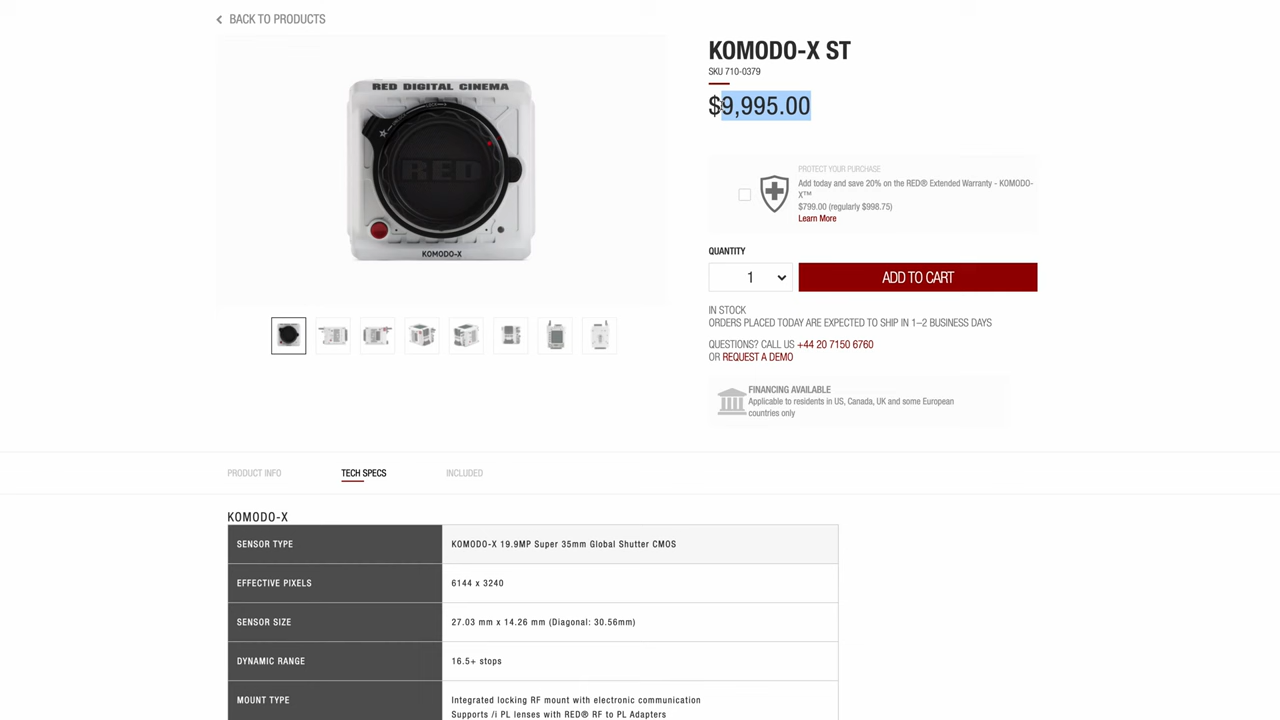 BACK TO PRODUCTS
RED DIGITAL CINEMA
RED
KOMODO-X
KOMODO-X ST
SKU 710-0379
$9,995.00
PROTECT YOUR PURCHASE
Add today and save 20% on the RED® Extended Warranty - KOMODO-
X™
$799.00 (regularly $998.75)
Learn More
QUANTITY
1
ADD TO CART
IN STOCK
ORDERS PLACED TODAY ARE EXPECTED TO SHIP IN 1–2 BUSINESS DAYS
QUESTIONS? CALL US +44 20 7150 6760
OR REQUEST A DEMO
FINANCING AVAILABLE
Applicable to residents in US, Canada, UK and some European
countries only
PRODUCT INFO TECH SPECS INCLUDED
KOMODO-X
SENSOR TYPE KOMODO-X 19.9MP Super 35mm Global Shutter CMOS
EFFECTIVE PIXELS 6144 x 3240
SENSOR SIZE 27.03 mm x 14.26 mm (Diagonal: 30.56mm)
DYNAMIC RANGE 16.5+ stops
MOUNT TYPE Integrated locking RF mount with electronic communication
Supports /i PL lenses with RED® RF to PL Adapters